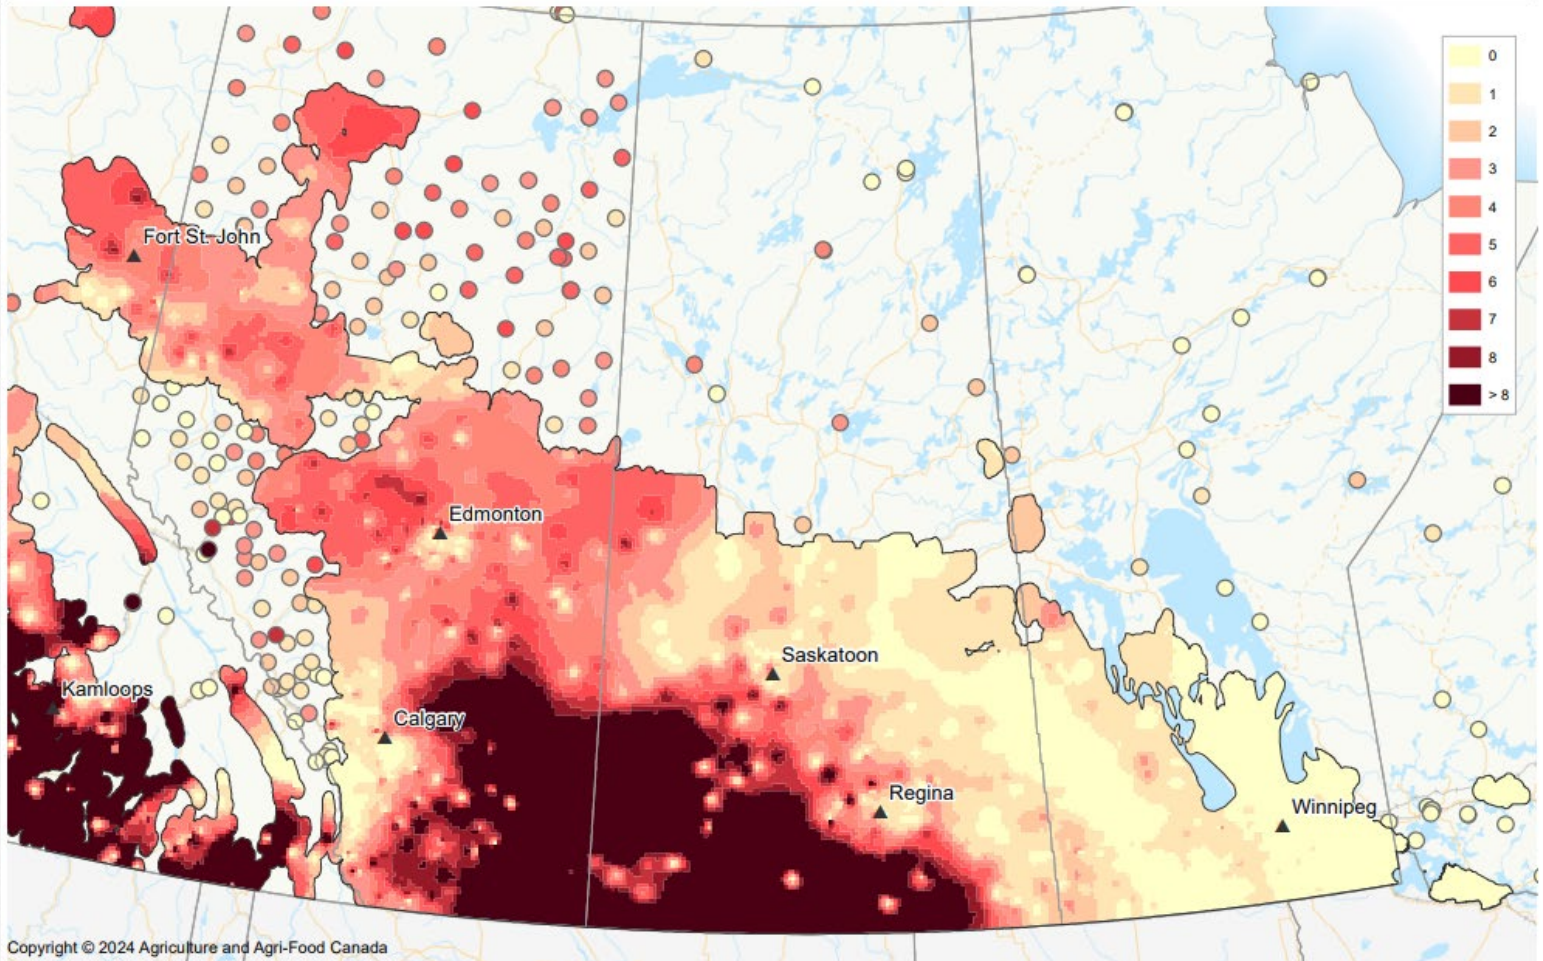 0
1
2
3
4
5
6
7
8
> 8
Fort St. John
Edmonton
Saskatoon
Kamloops
Calgary
Regina
Winnipeg
Copyright © 2024 Agriculture and Agri-Food Canada